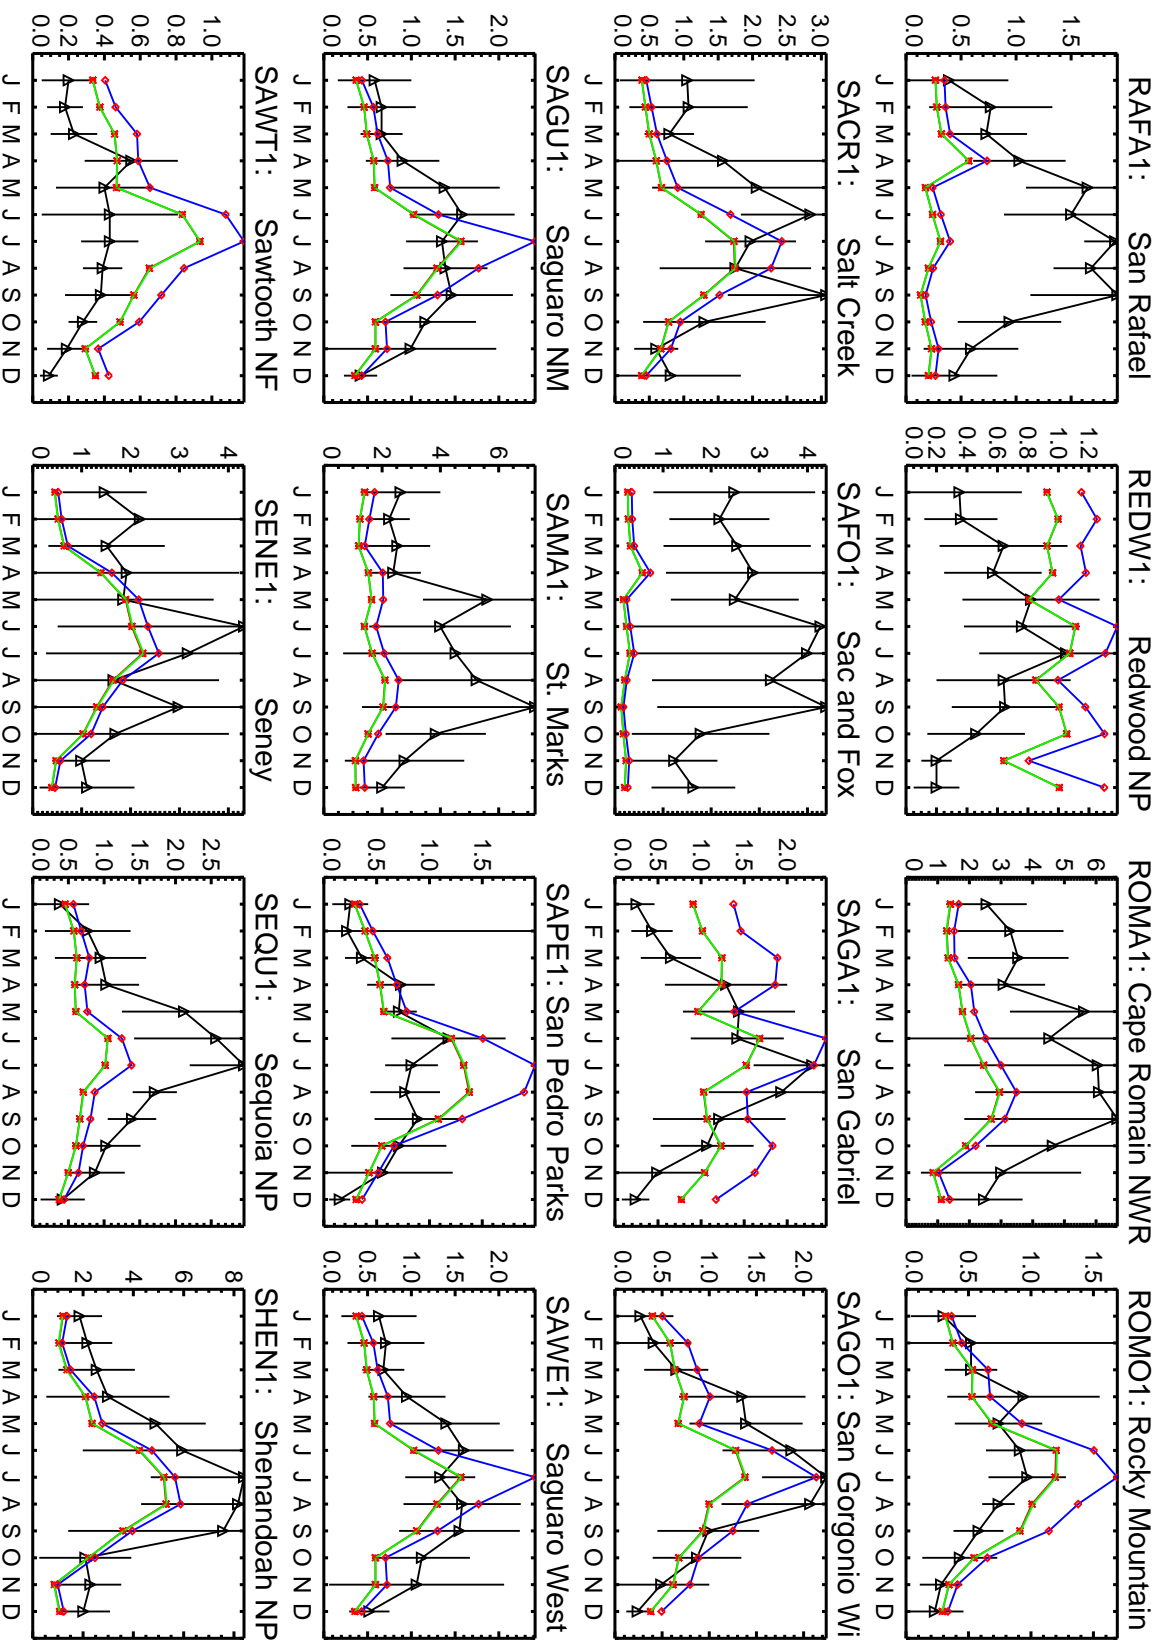 RAFA1: San Rafael
1.5
1.0
0.5
0.0
J F M A M J J A S O N D
REDW1: Redwood NP
1.2
1.0
0.8
0.6
0.4
0.2
0.0
J F M A M J J A S O N D
ROMA1: Cape Romain NWR
6
5
4
3
2
1
0
J F M A M J J A S O N D
ROMO1: Rocky Mountain
1.5
1.0
0.5
0.0
J F M A M J J A S O N D
SACR1: Salt Creek
3.0
2.5
2.0
1.5
1.0
0.5
0.0
J F M A M J J A S O N D
SAFO1: Sac and Fox
4
3
2
1
0
J F M A M J J A S O N D
SAGA1: San Gabriel
2.0
1.5
1.0
0.5
0.0
J F M A M J J A S O N D
SAGO1: San Gorgonio Wi
2.0
1.5
1.0
0.5
0.0
J F M A M J J A S O N D
SAGU1: Saguaro NM
2.0
1.5
1.0
0.5
0.0
J F M A M J J A S O N D
SAMA1: St. Marks
6
4
2
0
J F M A M J J A S O N D
SAPE1: San Pedro Parks
1.5
1.0
0.5
0.0
J F M A M J J A S O N D
SAWE1: Saguaro West
2.0
1.5
1.0
0.5
0.0
J F M A M J J A S O N D
SAWT1: Sawtooth NF
1.0
0.8
0.6
0.4
0.2
0.0
J F M A M J J A S O N D
SENE1: Seney
4
3
2
1
0
J F M A M J J A S O N D
SEQU1: Sequoia NP
2.5
2.0
1.5
1.0
0.5
0.0
J F M A M J J A S O N D
SHEN1: Shenandoah NP
8
6
4
2
0
J F M A M J J A S O N D